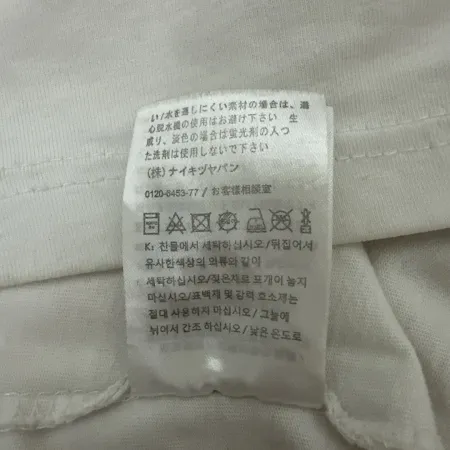 い/水を通しにくい素材の場合は、遠
心脱水機の使用はお避け下さい 生
成り、淡色の場合は蛍光剤の入っ
た洗剤は使用しないで下さい
(株) ナイキジャパン
0120-6453-77 / お客様相談室
K: 찬물에서 세탁하십시오/뒤집어서
유사한색상의 의류와 같이
세탁하십시오/젖은채로 포개어 놓지
마십시오/표백제 및 같이 효소제는
절대 사용하지 마십시오/그늘에
뉘어서 건조 하십시오/낮은 온도로